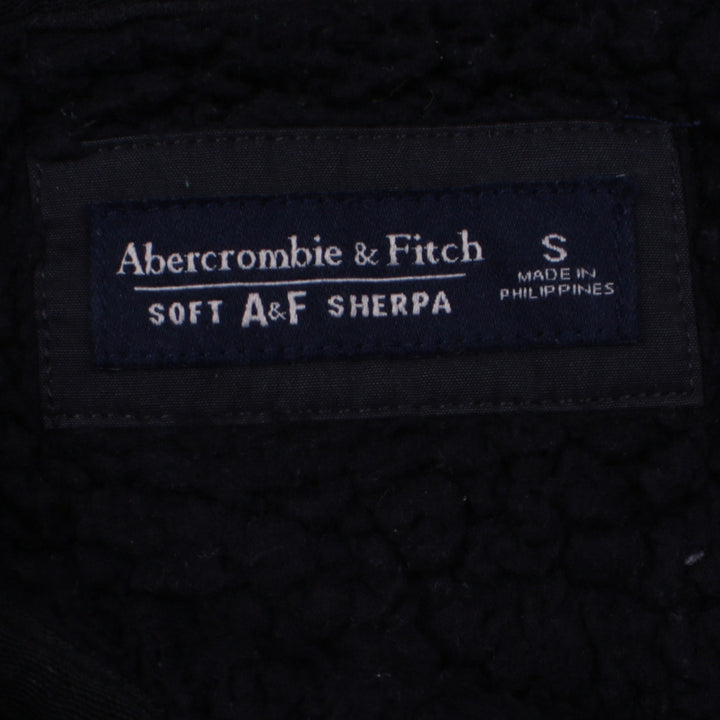 Abercrombie & Fitch
SOFT A&F SHERPA
S
MADE IN
PHILIPPINES